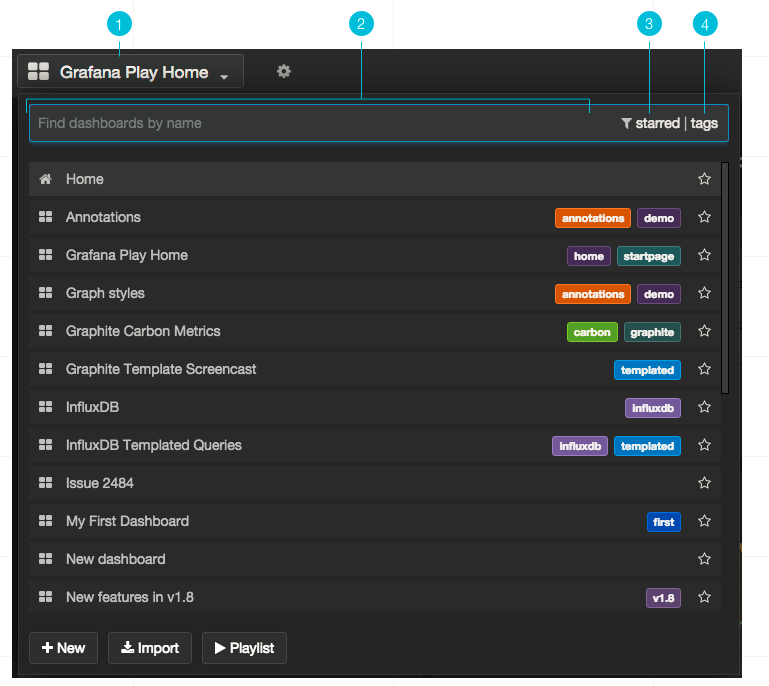 1 2 3 4
Grafana Play Home
Find dashboards by name starred | tags
Home
Annotations annotations demo
Grafana Play Home home startpage
Graph styles annotations demo
Graphite Carbon Metrics carbon graphite
Graphite Template Screencast templated
InfluxDB influxdb
InfluxDB Templated Queries influxdb templated
Issue 2484
My First Dashboard first
New dashboard
New features in v1.8 v1.8
+ New Import Playlist